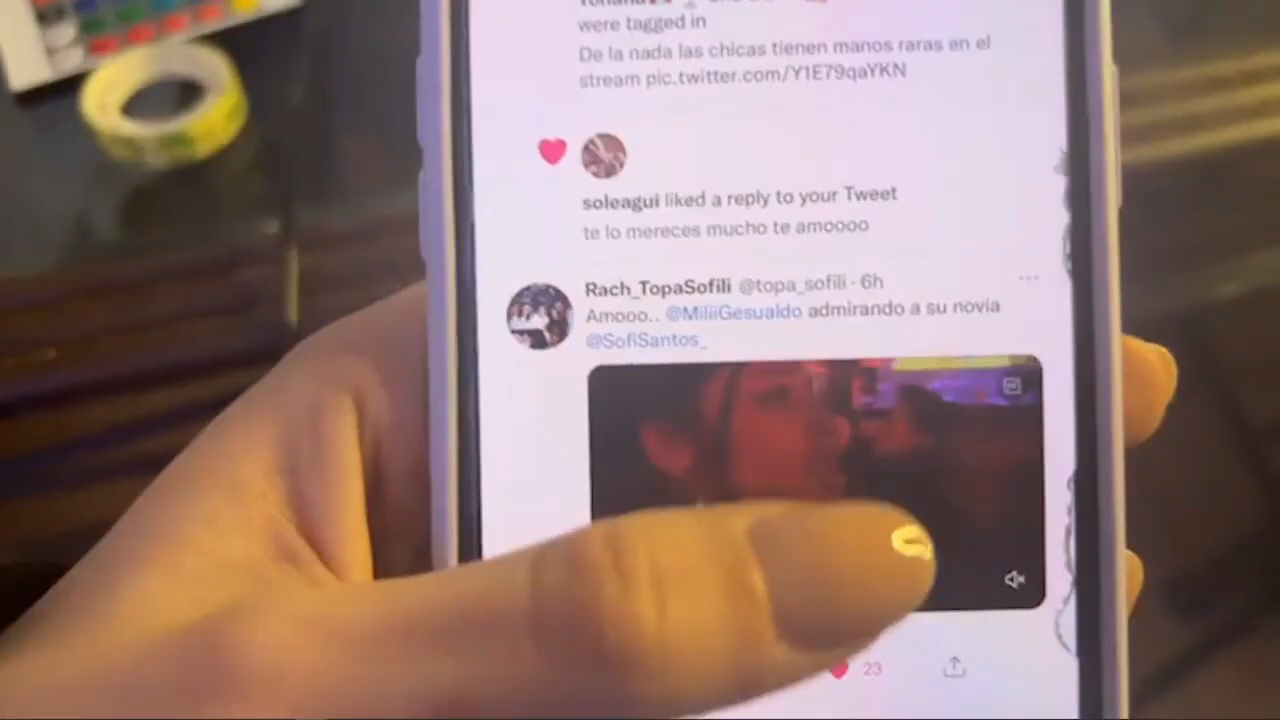 were tagged in
De la nada las chicas tienen manos raras en el
stream pic.twitter.com/Y1E79qaYKN
soleagui liked a reply to your Tweet
te lo mereces mucho te amoooo
Rach_TopaSofili @topa_sofili · 6h
Amooo.. @MiliiGesualdo admirando a su novia
@SofiSantos_
23